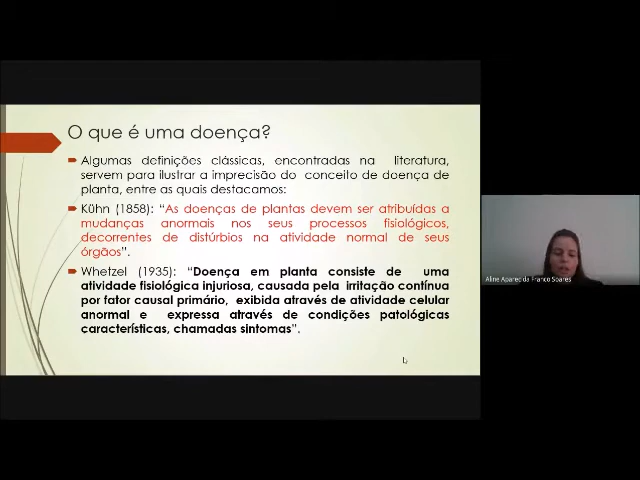 O que é uma doença?
Algumas definições clássicas, encontradas na literatura,
servem para ilustrar a imprecisão do conceito de doença de
planta, entre as quais destacamos:
Kühn (1858): “As doenças de plantas devem ser atribuídas a
mudanças anormais nos seus processos fisiológicos,
decorrentes de distúrbios na atividade normal de seus
órgãos”.
Whetzel (1935): “Doença em planta consiste de uma
atividade fisiológica injuriosa, causada pela irritação contínua
por fator causal primário, exibida através de atividade celular
anormal e expressa através de condições patológicas
características, chamadas sintomas”.
Aline Aparecida Franco Soares